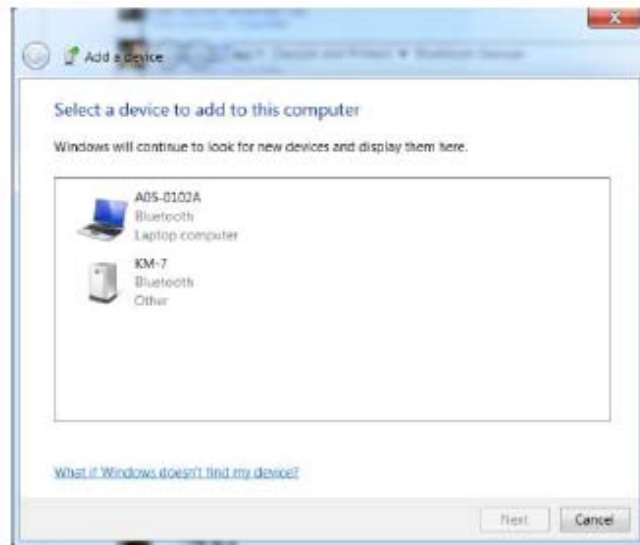 Add a device
Select a device to add to this computer
Windows will continue to look for new devices and display them here.
A05-0102A
Bluetooth
Laptop computer
KM-7
Bluetooth
Other
What if Windows doesn't find my device?
Next
Cancel